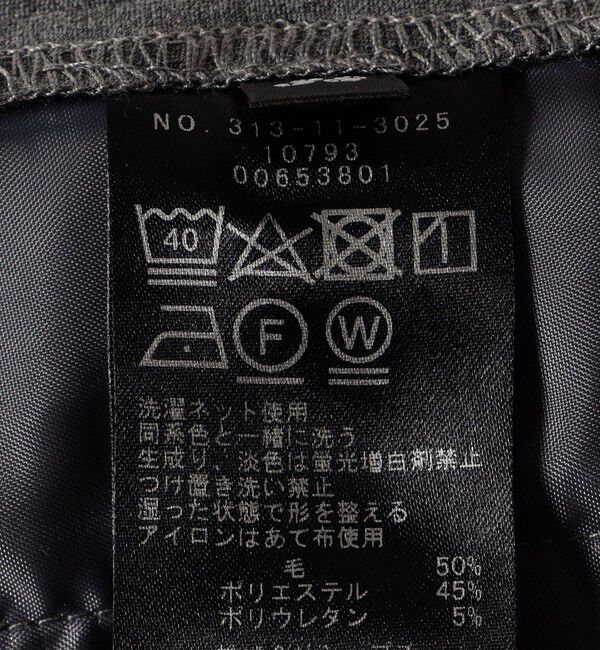 NO. 313-11-3025
10793
00653801
40
F W
洗濯ネット使用
同系色と一緒に洗う
生成り、淡色は蛍光増白剤禁止
つけ置き洗い禁止
湿った状態で形を整える
アイロンはあて布使用
毛 50%
ポリエステル 45%
ポリウレタン 5%